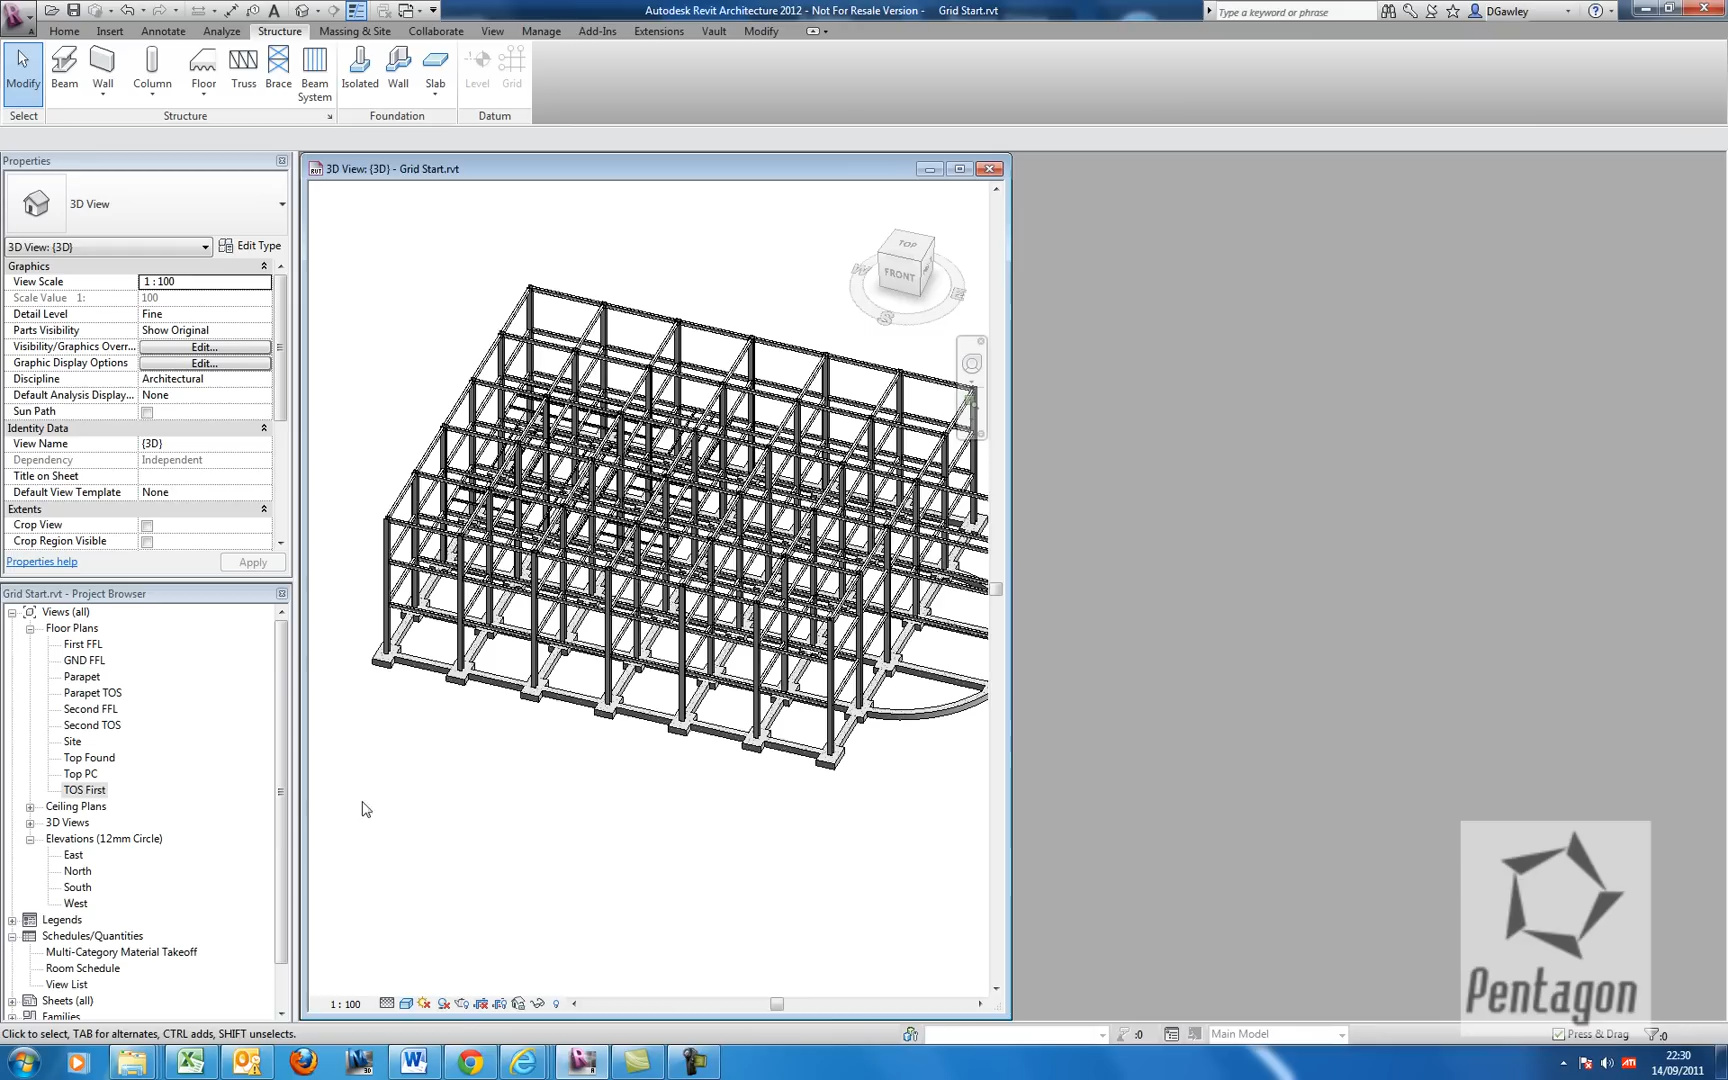 Autodesk Revit Architecture 2012 - Not For Resale Version - Grid Start.rvt
Type a keyword or phrase
DGawley
Home Insert Annotate Analyze Structure Massing & Site Collaborate View Manage Add-Ins Extensions Vault Modify
Modify Beam Wall Column Floor Truss Brace Beam System Isolated Wall Slab Level Grid
Select Structure Foundation Datum
Properties
3D View
3D View: {3D} Edit Type
Graphics
View Scale 1 : 100
Scale Value 1: 100
Detail Level Fine
Parts Visibility Show Original
Visibility/Graphics Overr... Edit...
Graphic Display Options Edit...
Discipline Architectural
Default Analysis Display... None
Sun Path
Identity Data
View Name {3D}
Dependency Independent
Title on Sheet
Default View Template None
Extents
Crop View
Crop Region Visible
Properties help Apply
Grid Start.rvt - Project Browser
Views (all)
Floor Plans
First FFL
GND FFL
Parapet
Parapet TOS
Second FFL
Second TOS
Site
Top Found
Top PC
TOS First
Ceiling Plans
3D Views
Elevations (12mm Circle)
East
North
South
West
Legends
Schedules/Quantities
Multi-Category Material Takeoff
Room Schedule
View List
Sheets (all)
Families
3D View: {3D} - Grid Start.rvt
TOP
FRONT
W
E
S
1 : 100
Pentagon
Click to select, TAB for alternates, CTRL adds, SHIFT unselects.
:0
Main Model
Press & Drag
:0
22:30
14/09/2011